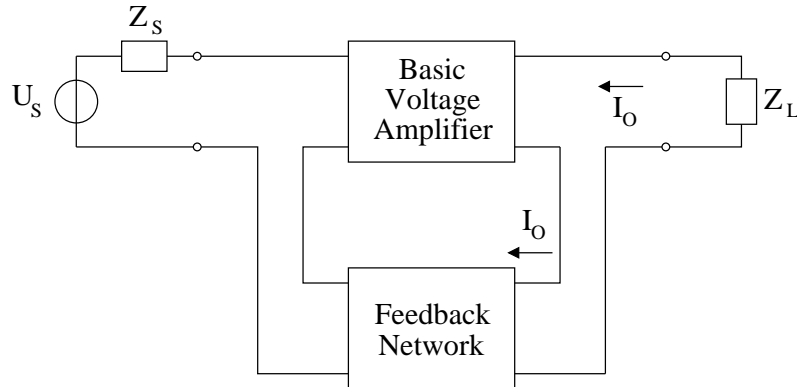 Z_S
U_S
Basic
Voltage
Amplifier
I_O
Z_L
I_O
Feedback
Network